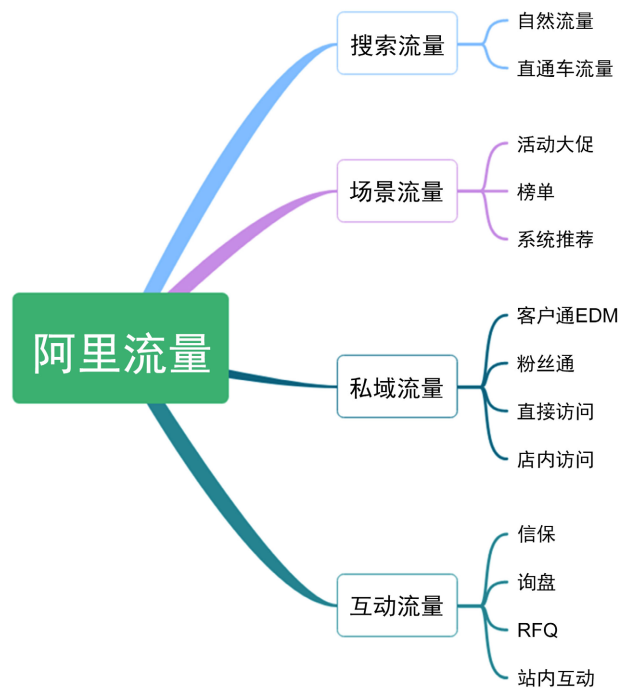 阿里流量
搜索流量
自然流量
直通车流量
场景流量
活动大促
榜单
系统推荐
私域流量
客户通EDM
粉丝通
直接访问
店内访问
互动流量
信保
询盘
RFQ
站内互动